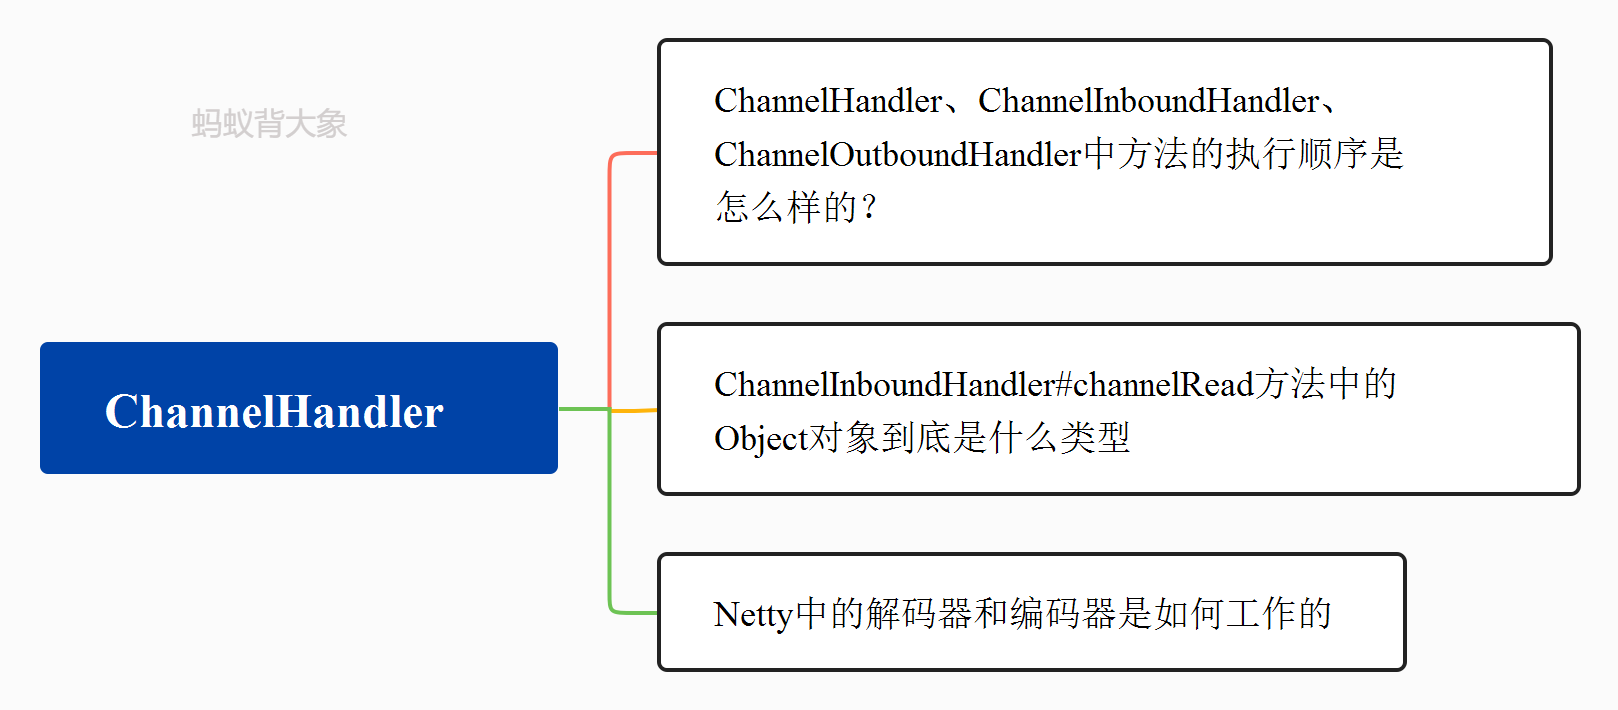 蚂蚁背大象
ChannelHandler
ChannelHandler、ChannelInboundHandler、
ChannelOutboundHandler中方法的执行顺序是
怎么样的？
ChannelInboundHandler#channelRead方法中的
Object对象到底是什么类型
Netty中的解码器和编码器是如何工作的